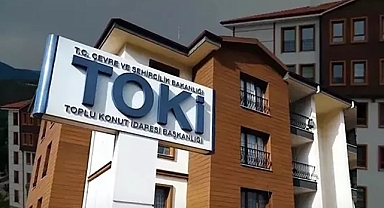 T.C. ÇEVRE VE ŞEHİRCİLİK BAKANLIĞI
TOKİ
TOPLU KONUT İDARESİ BAŞKANLIĞI